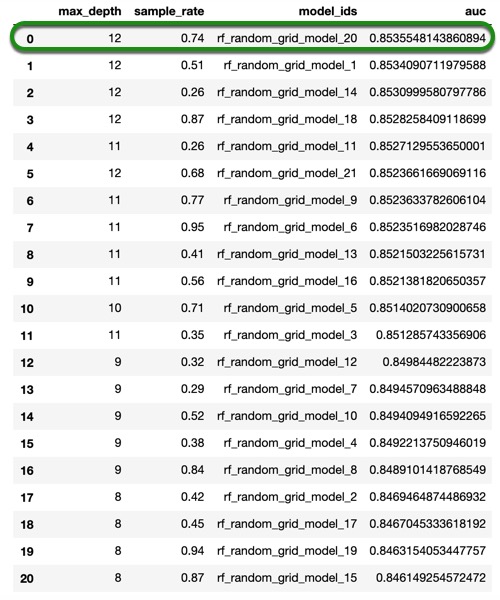 max_depth sample_rate model_ids auc
0 12 0.74 rf_random_grid_model_20 0.8535548143860894
1 12 0.51 rf_random_grid_model_1 0.8534090711979588
2 12 0.26 rf_random_grid_model_14 0.8530999580797786
3 12 0.87 rf_random_grid_model_18 0.8528258409118699
4 11 0.26 rf_random_grid_model_11 0.8527129553650001
5 12 0.68 rf_random_grid_model_21 0.8523661669069116
6 11 0.77 rf_random_grid_model_9 0.8523633782606104
7 11 0.95 rf_random_grid_model_6 0.8523516982028746
8 11 0.41 rf_random_grid_model_13 0.8521503225615731
9 11 0.56 rf_random_grid_model_16 0.8521381820650357
10 10 0.71 rf_random_grid_model_5 0.8514020730900658
11 11 0.35 rf_random_grid_model_3 0.851285743356906
12 9 0.32 rf_random_grid_model_12 0.84984482223873
13 9 0.29 rf_random_grid_model_7 0.8494570963488848
14 9 0.52 rf_random_grid_model_10 0.8494094916592265
15 9 0.38 rf_random_grid_model_4 0.8492213750946019
16 9 0.84 rf_random_grid_model_8 0.8489101418768549
17 8 0.42 rf_random_grid_model_2 0.8469464874486932
18 8 0.45 rf_random_grid_model_17 0.8467045333618192
19 8 0.94 rf_random_grid_model_19 0.8463154053447757
20 8 0.87 rf_random_grid_model_15 0.846149254572472